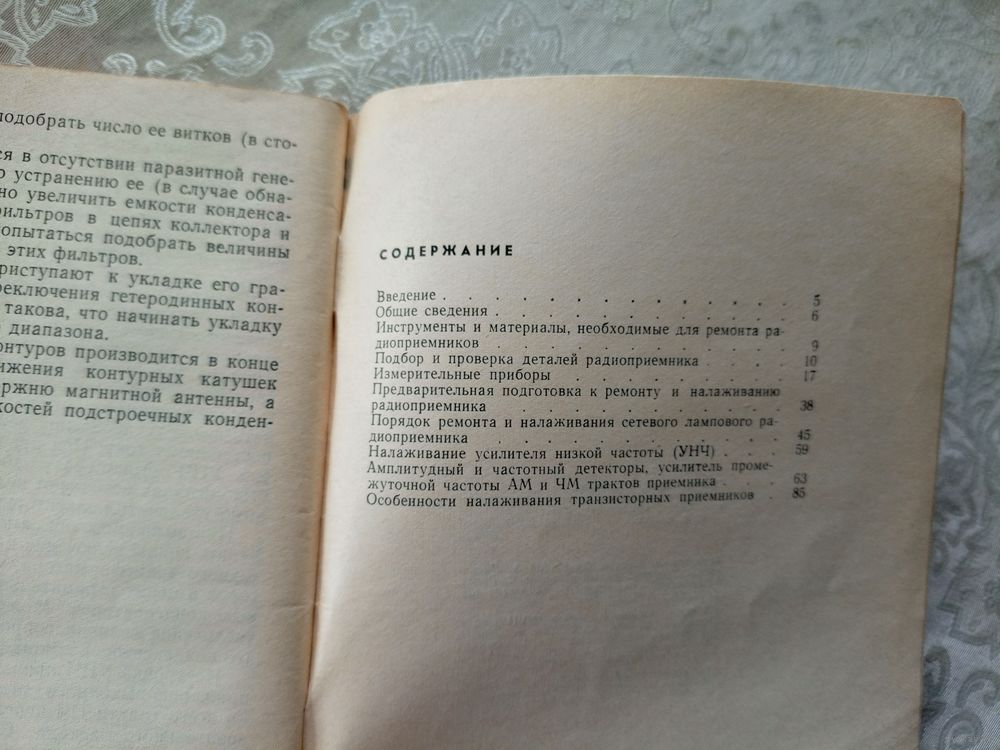 подобрать число ее витков (в сто-
ся в отсутствии паразитной гене-
устранению ее (в случае обна-
но увеличить емкости конденса-
фильтров в цепях коллектора и
опытаться подобрать величины
этих фильтров.
риступают к укладке его гра-
реключения гетеродинных кон-
такова, что начинать укладку
диапазона.
онтуров производится в конце
ижения контурных катушек
ржню магнитной антенны, а
костей подстроечных конден-
СОДЕРЖАНИЕ
Введение . . . . . . . . . . . . 5
Общие сведения . . . . . . . . . . . 6
Инструменты и материалы, необходимые для ремонта ра-
диоприемников . . . . . . . . . . . 9
Подбор и проверка деталей радиоприемника . . . . 10
Измерительные приборы . . . . . . . . . 17
Предварительная подготовка к ремонту и налаживанию
радиоприемника . . . . . . . . . . . 38
Порядок ремонта и налаживания сетевого лампового ра-
диоприемника . . . . . . . . . . . 45
Налаживание усилителя низкой частоты (УНЧ) . . . . 59
Амплитудный и частотный детекторы, усилитель проме-
жуточной частоты АМ и ЧМ трактов приемника . . . 63
Особенности налаживания транзисторных приемников . . 85